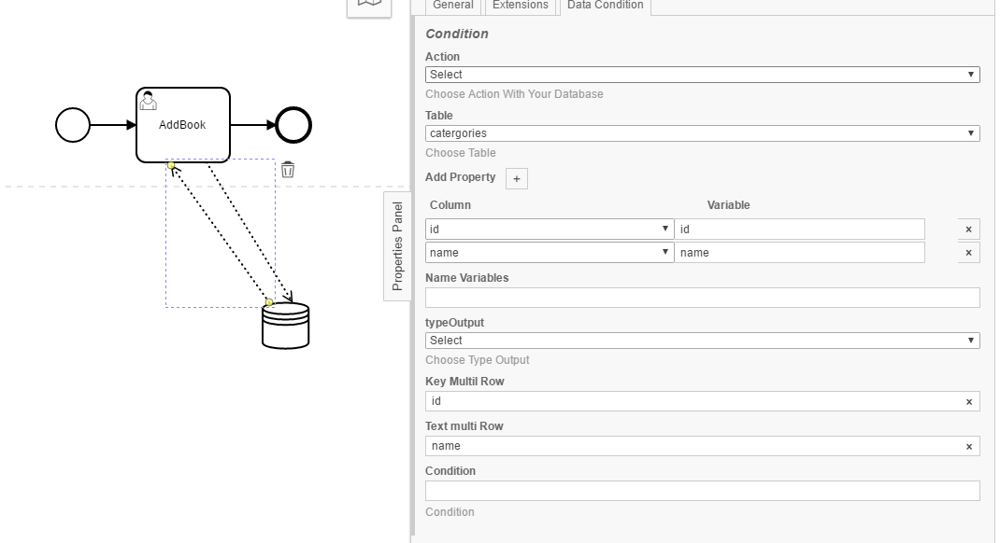 General Extensions Data Condition
Condition
Action
Select
Choose Action With Your Database
Table
catergories
Choose Table
Add Property +
Column Variable
id id ×
name name ×
Name Variables
typeOutput
Select
Choose Type Output
Key Multil Row
id ×
Text multi Row
name ×
Condition
Condition
AddBook
Properties Panel